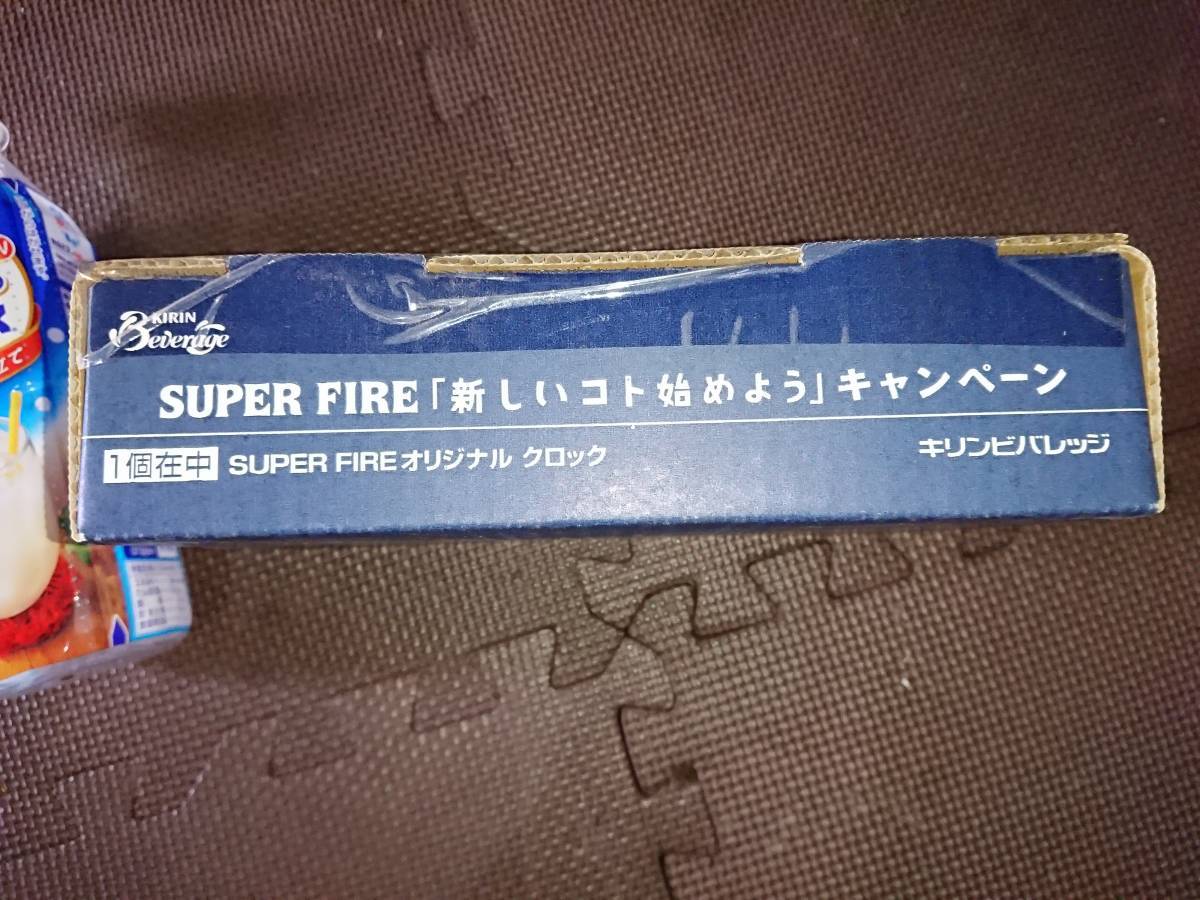 KIRIN
Beverage
SUPER FIRE「新しいコト始めよう」キャンペーン
1個在中 SUPER FIREオリジナル クロック
キリンビバレッジ